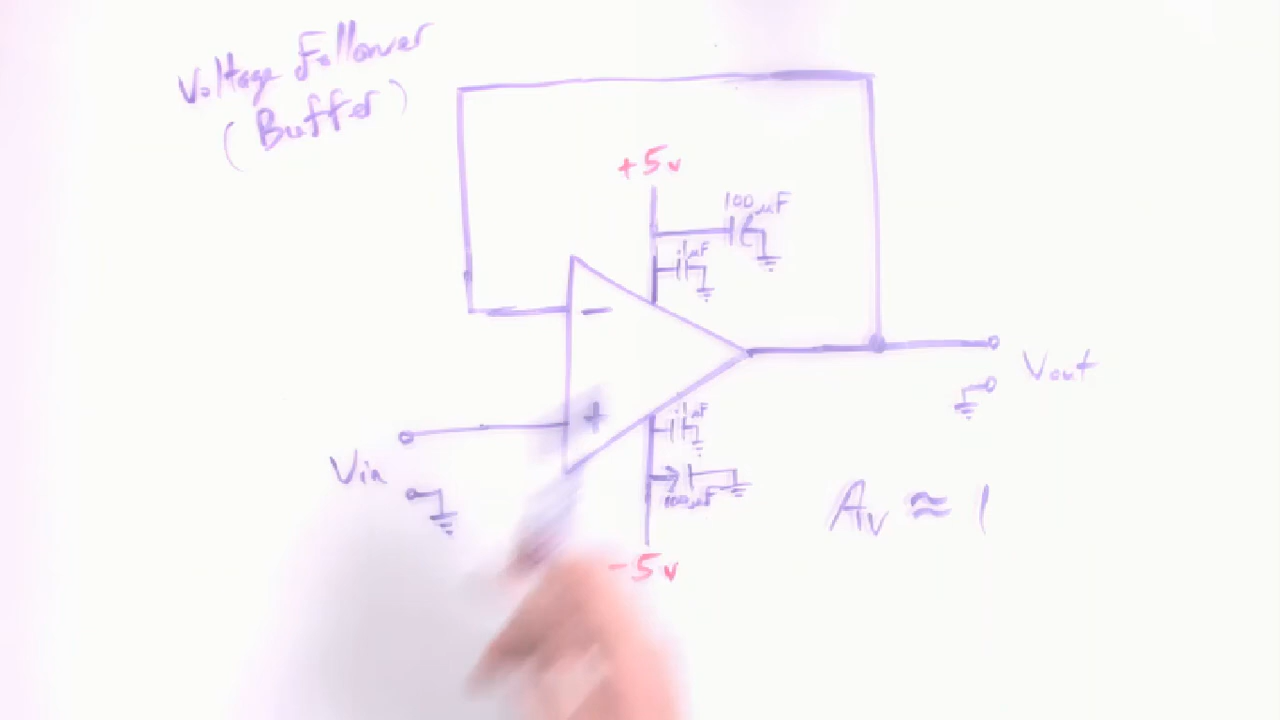 Voltage Follower
(Buffer)
+5v
100µF
.1µF
-
+
Vin
Vout
.1µF
100µF
-5v
Av ≈ 1